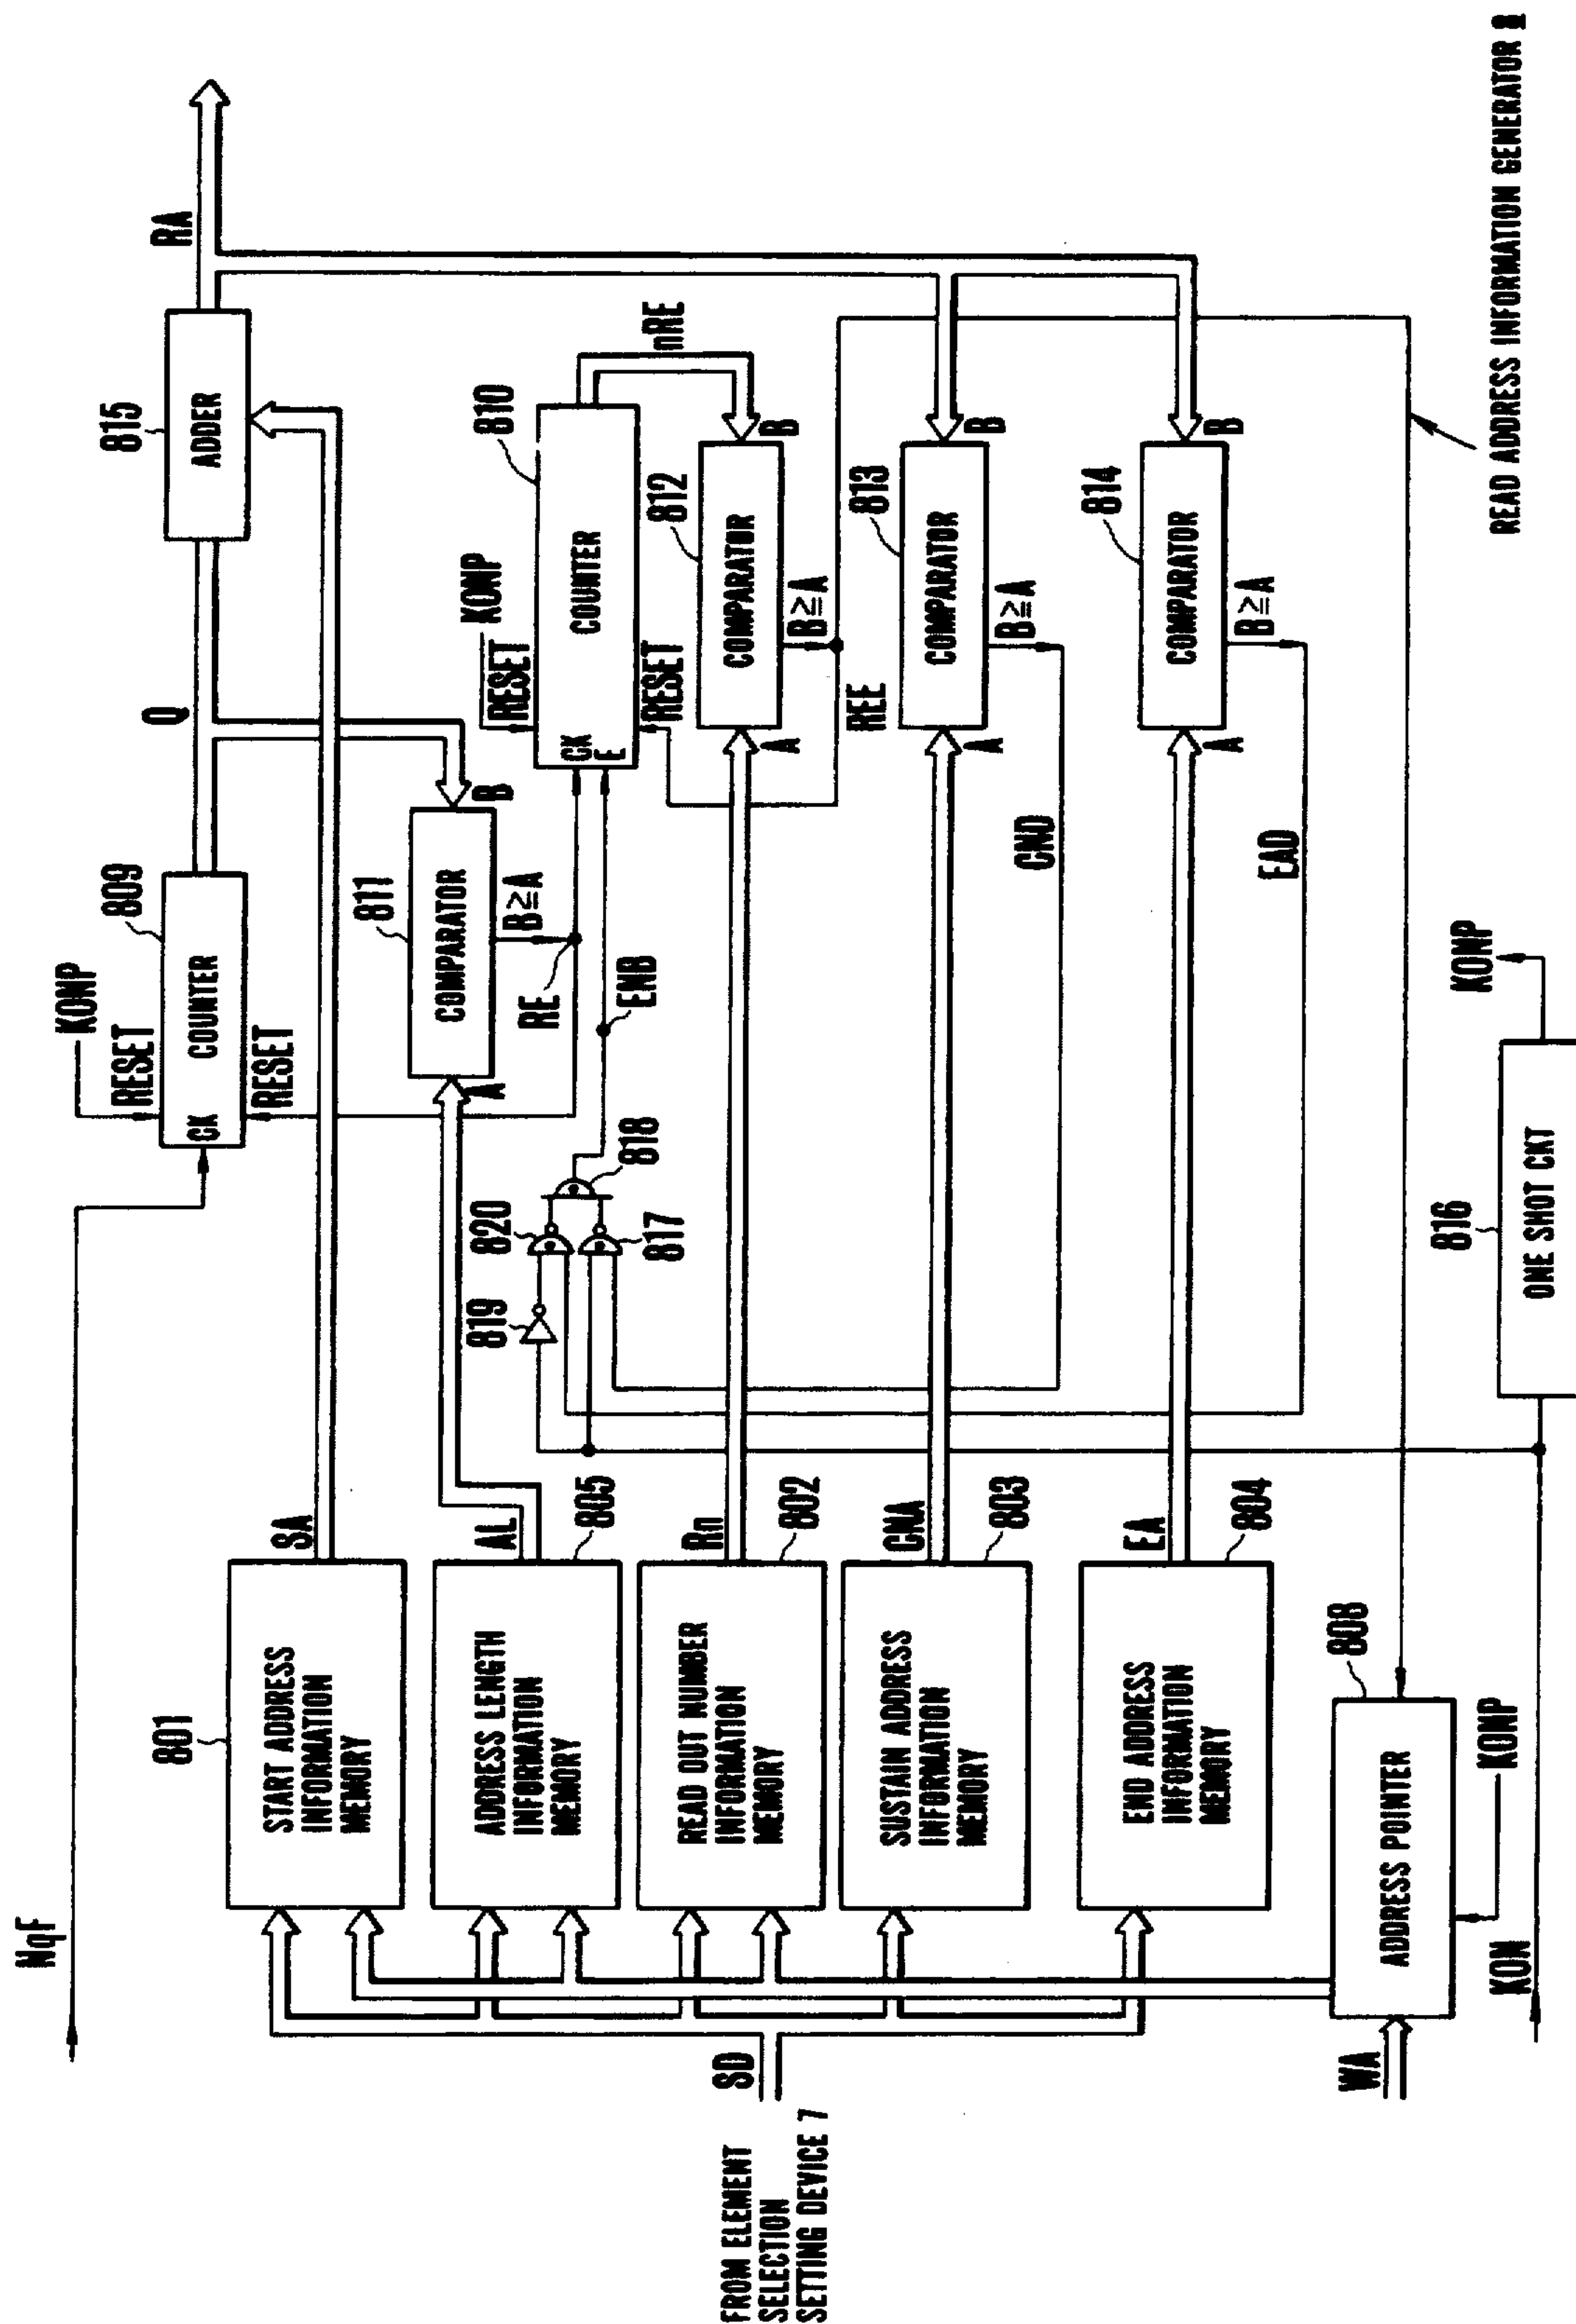 NqF
FROM ELEMENT
SELECTION
SETTING DEVICE 7
SD
WA
KON
801
START ADDRESS
INFORMATION
MEMORY
SA
ADDRESS LENGTH
INFORMATION
MEMORY
AL
805
READ OUT NUMBER
INFORMATION
MEMORY
Rn
802
SUSTAIN ADDRESS
INFORMATION
MEMORY
CNA
803
END ADDRESS
INFORMATION
MEMORY
EA
804
ADDRESS POINTER
808
KONP
816
ONE SHOT CKT
KONP
819
820
817
818
KONP
RESET
CK
COUNTER
809
RESET
Q
811
COMPARATOR
A
B
B≧A
RE
ENB
KONP
RESET
CK
E
COUNTER
810
RESET
nRE
812
COMPARATOR
A
B
B≧A
REE
813
COMPARATOR
A
B
B≧A
CND
814
COMPARATOR
A
B
B≧A
EAD
815
ADDER
RA
READ ADDRESS INFORMATION GENERATOR 8